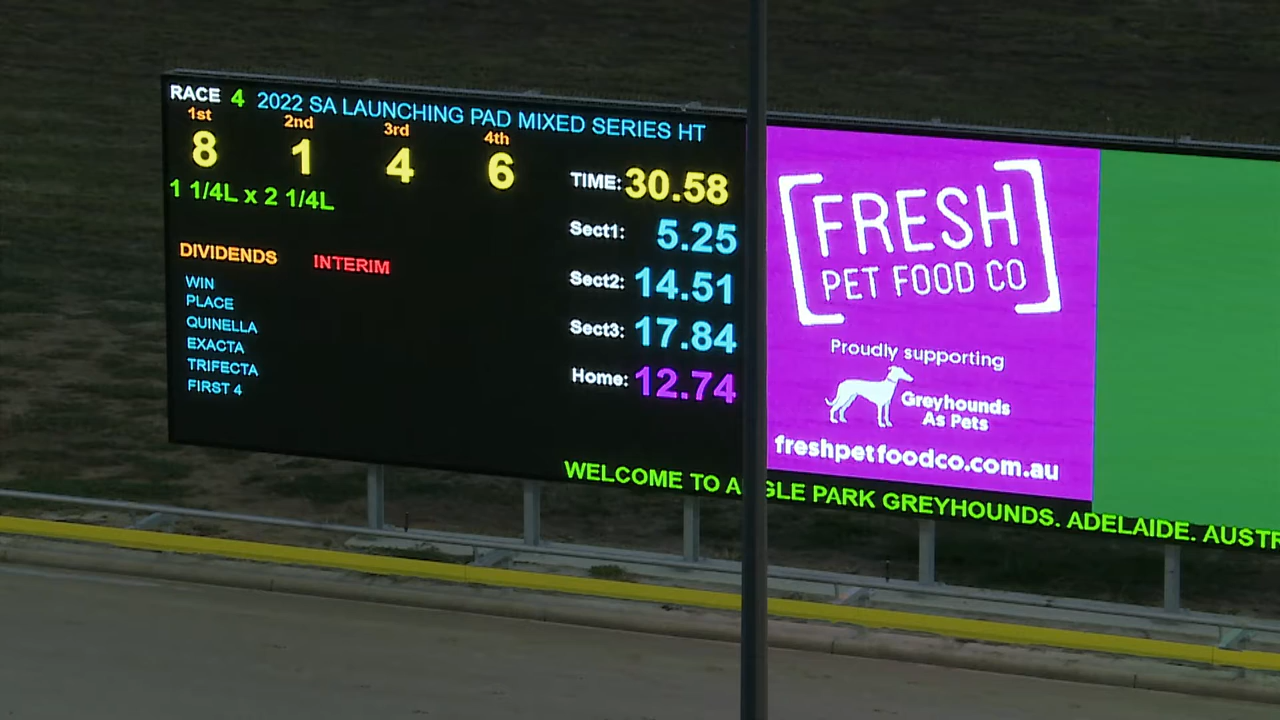 RACE 4 2022 SA LAUNCHING PAD MIXED SERIES HT
1st 2nd 3rd 4th
8 1 4 6
1 1/4L x 2 1/4L
TIME: 30.58
Sect1: 5.25
Sect2: 14.51
Sect3: 17.84
Home: 12.74
DIVIDENDS INTERIM
WIN
PLACE
QUINELLA
EXACTA
TRIFECTA
FIRST 4
FRESH
PET FOOD CO
Proudly supporting
Greyhounds
As Pets
freshpetfoodco.com.au
WELCOME TO A GLE PARK GREYHOUNDS. ADELAIDE. AUSTR